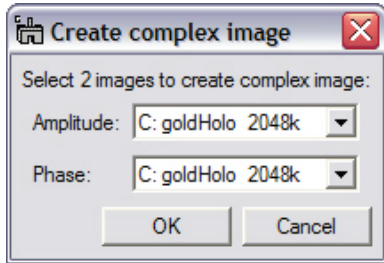 Create complex image
Select 2 images to create complex image:
Amplitude: C: goldHolo 2048k
Phase: C: goldHolo 2048k
OK Cancel